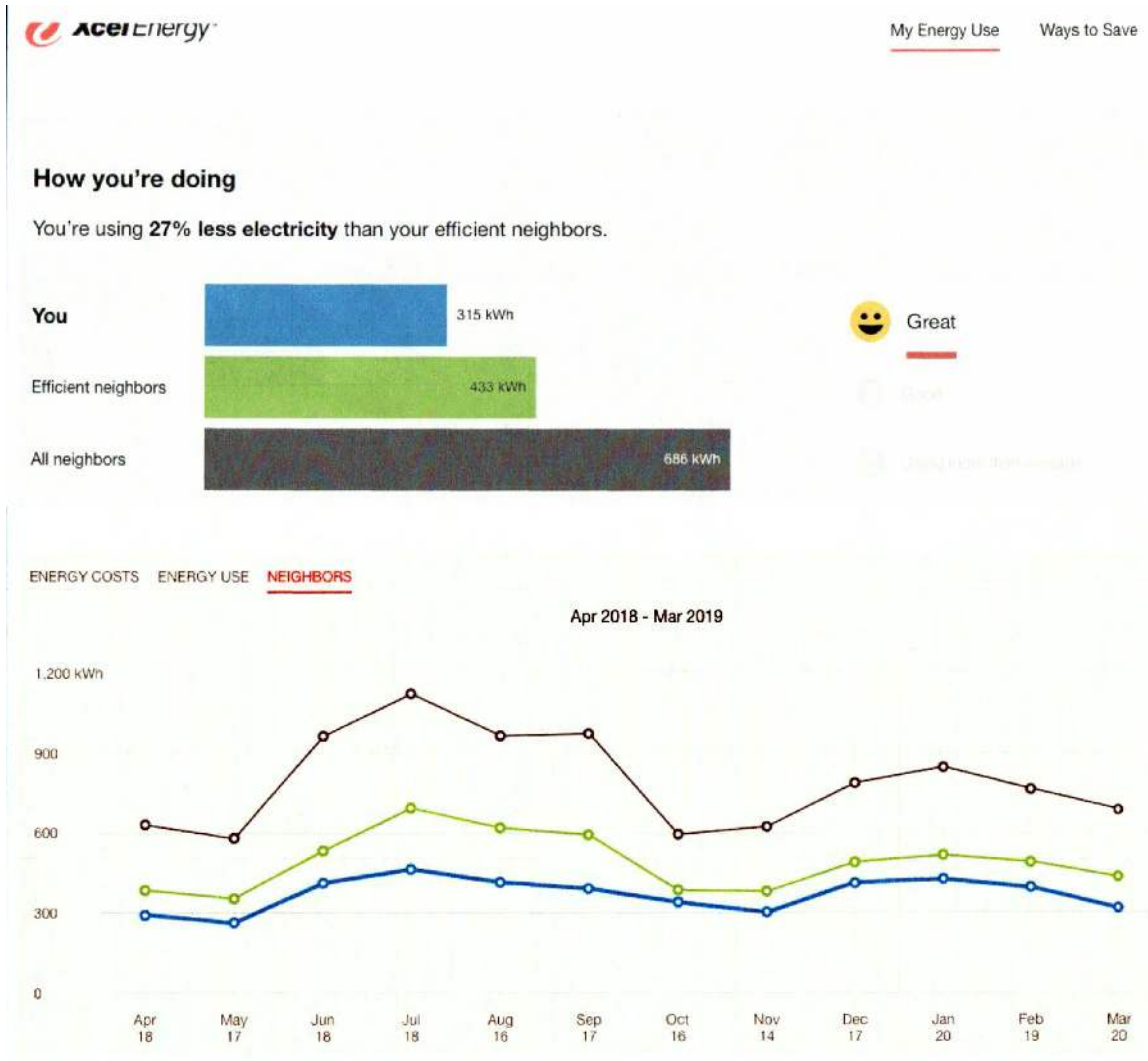 Xcel Energy
My Energy Use Ways to Save
How you're doing
You're using 27% less electricity than your efficient neighbors.
You 315 kWh
Great
Efficient neighbors 433 kWh
Good
All neighbors 686 kWh
ENERGY COSTS ENERGY USE NEIGHBORS
Apr 2018 - Mar 2019
1,200 kWh
900
600
300
0
Apr May Jun Jul Aug Sep Oct Nov Dec Jan Feb Mar
18 17 18 18 16 17 16 14 17 20 19 20